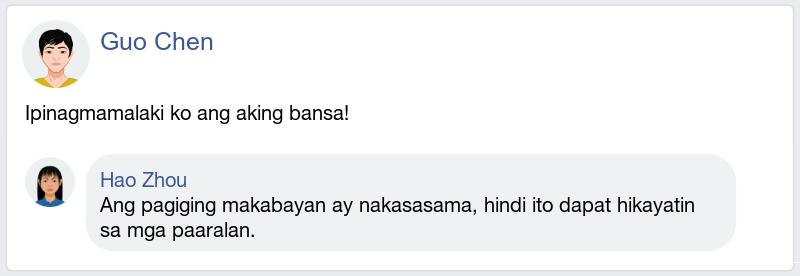 Guo Chen
Ipinagmamalaki ko ang aking bansa!
Hao Zhou
Ang pagiging makabayan ay nakasasama, hindi ito dapat hikayatin
sa mga paaralan.